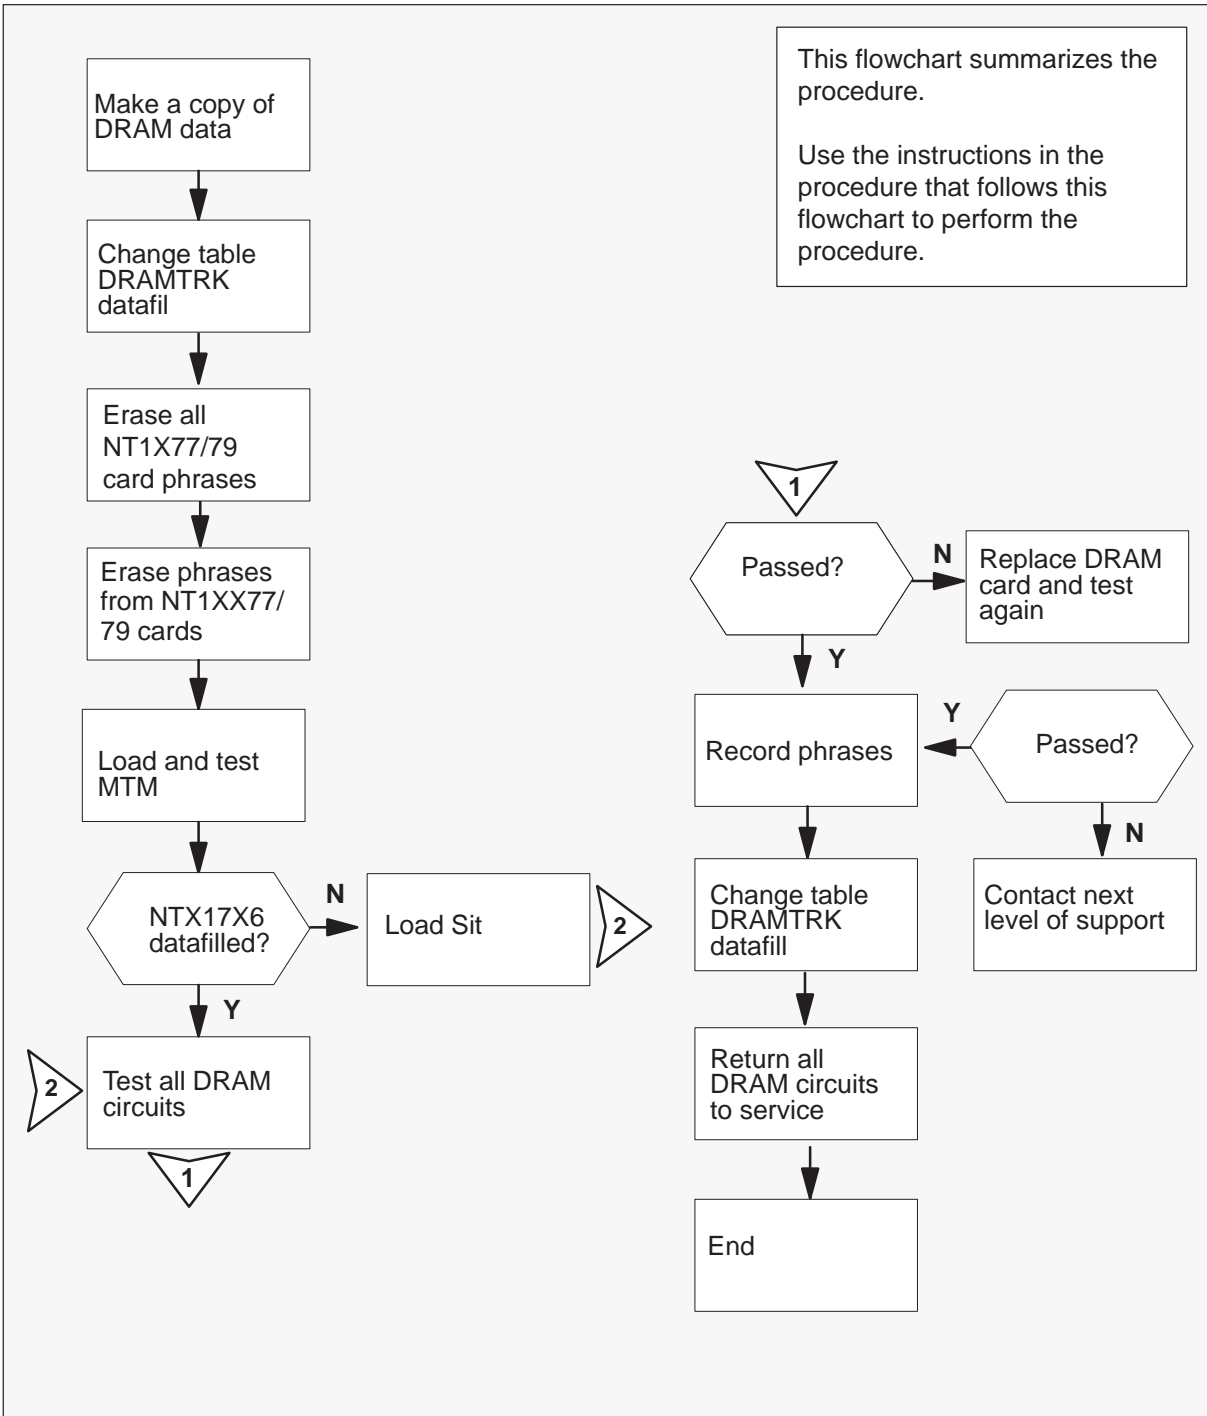 This flowchart summarizes the
procedure.
Use the instructions in the
procedure that follows this
flowchart to perform the
procedure.
Make a copy of
DRAM data
Change table
DRAMTRK
datafil
Erase all
NT1X77/79
card phrases
Erase phrases
from NT1XX77/
79 cards
Load and test
MTM
NTX17X6
datafilled?
N
Load Sit
2
Y
2
Test all DRAM
circuits
1
1
Passed?
N
Replace DRAM
card and test
again
Y
Record phrases
Y
Passed?
N
Contact next
level of support
Change table
DRAMTRK
datafill
Return all
DRAM circuits
to service
End